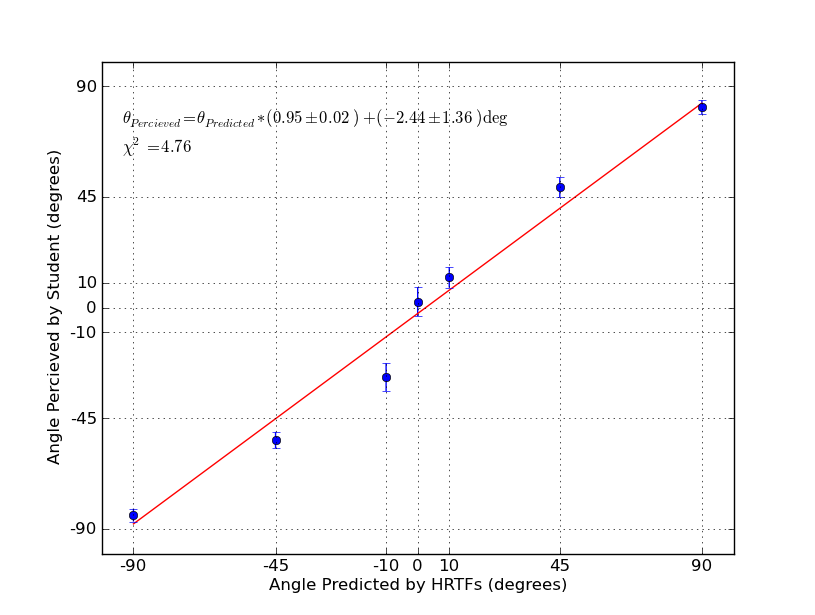 θ_Percieved = θ_Predicted * (0.95 ± 0.02 ) + (−2.44 ± 1.36 )deg
χ² = 4.76
90
45
10
0
-10
-45
-90
Angle Percieved by Student (degrees)
-90 -45 -10 0 10 45 90
Angle Predicted by HRTFs (degrees)